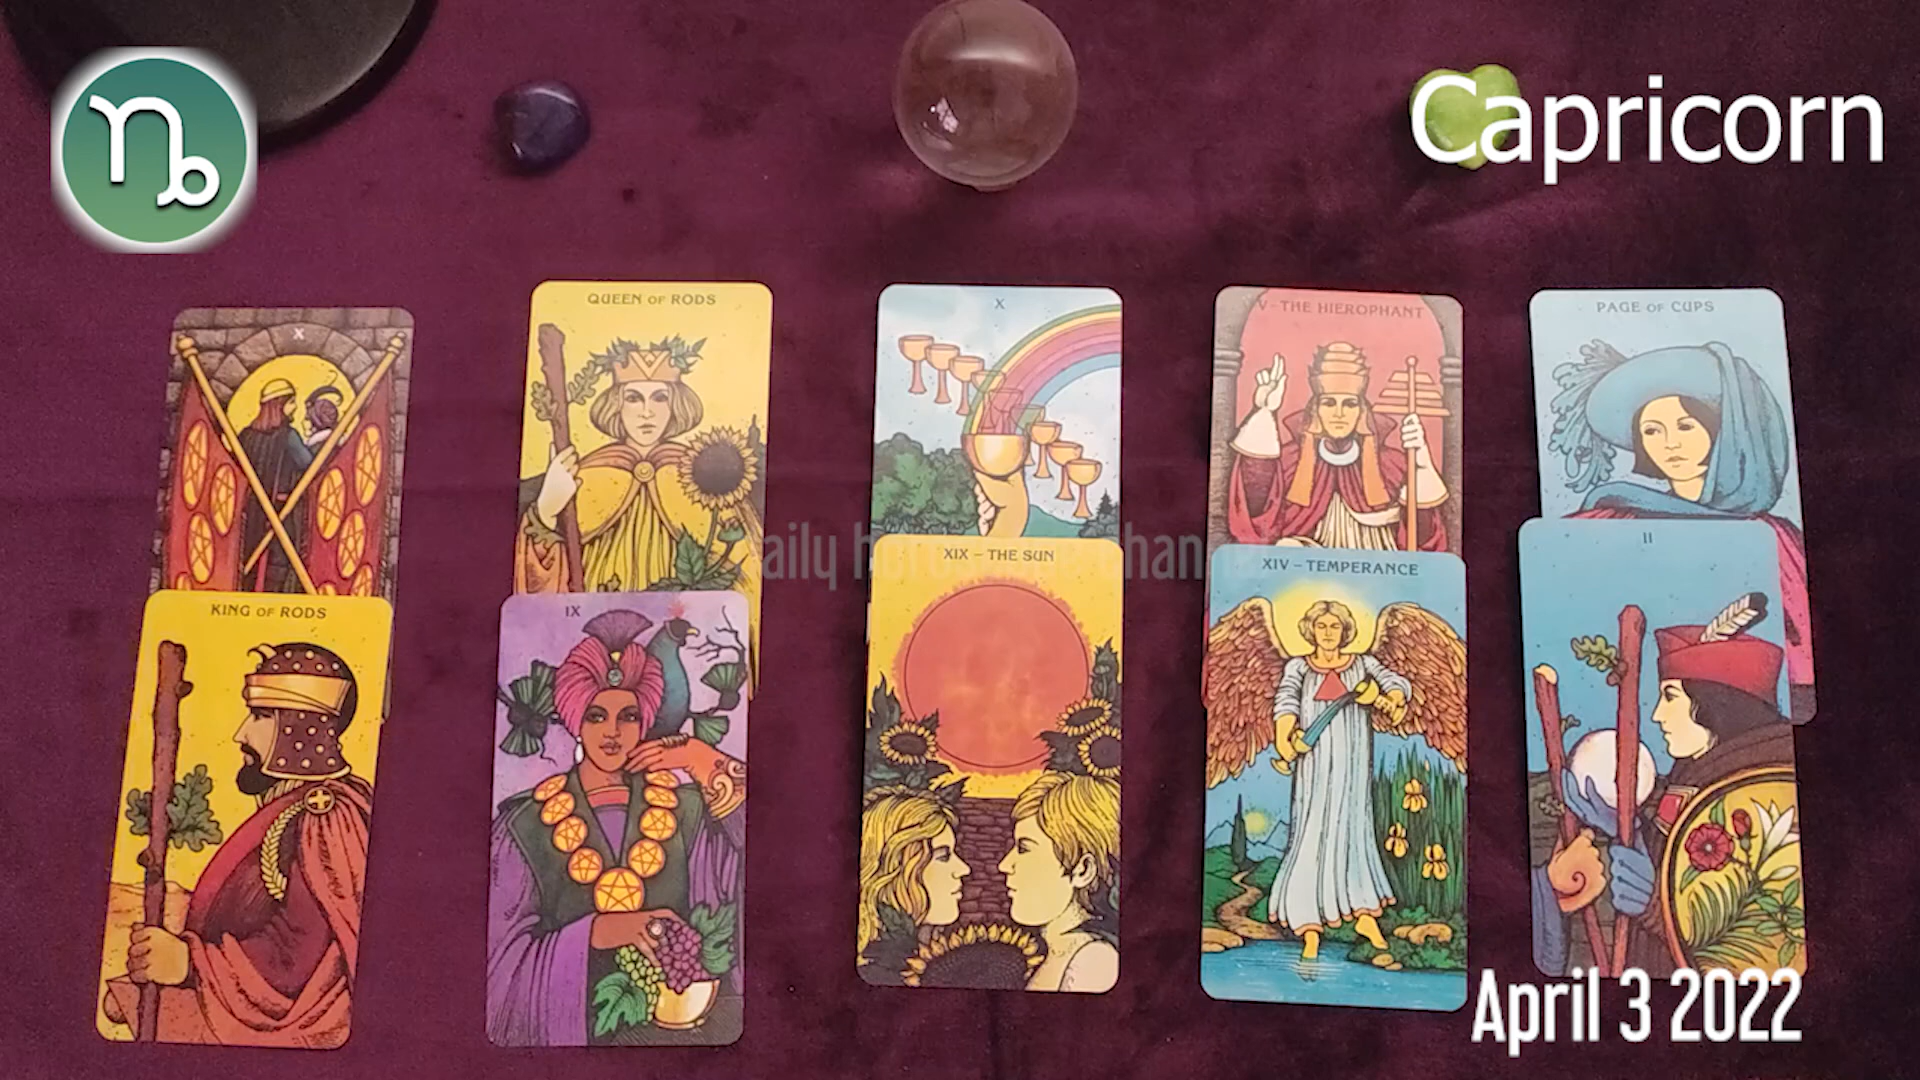 Capricorn
X
QUEEN OF RODS
X
V – THE HIEROPHANT
PAGE OF CUPS
KING OF RODS
IX
XIX – THE SUN
XIV – TEMPERANCE
II
April 3 2022